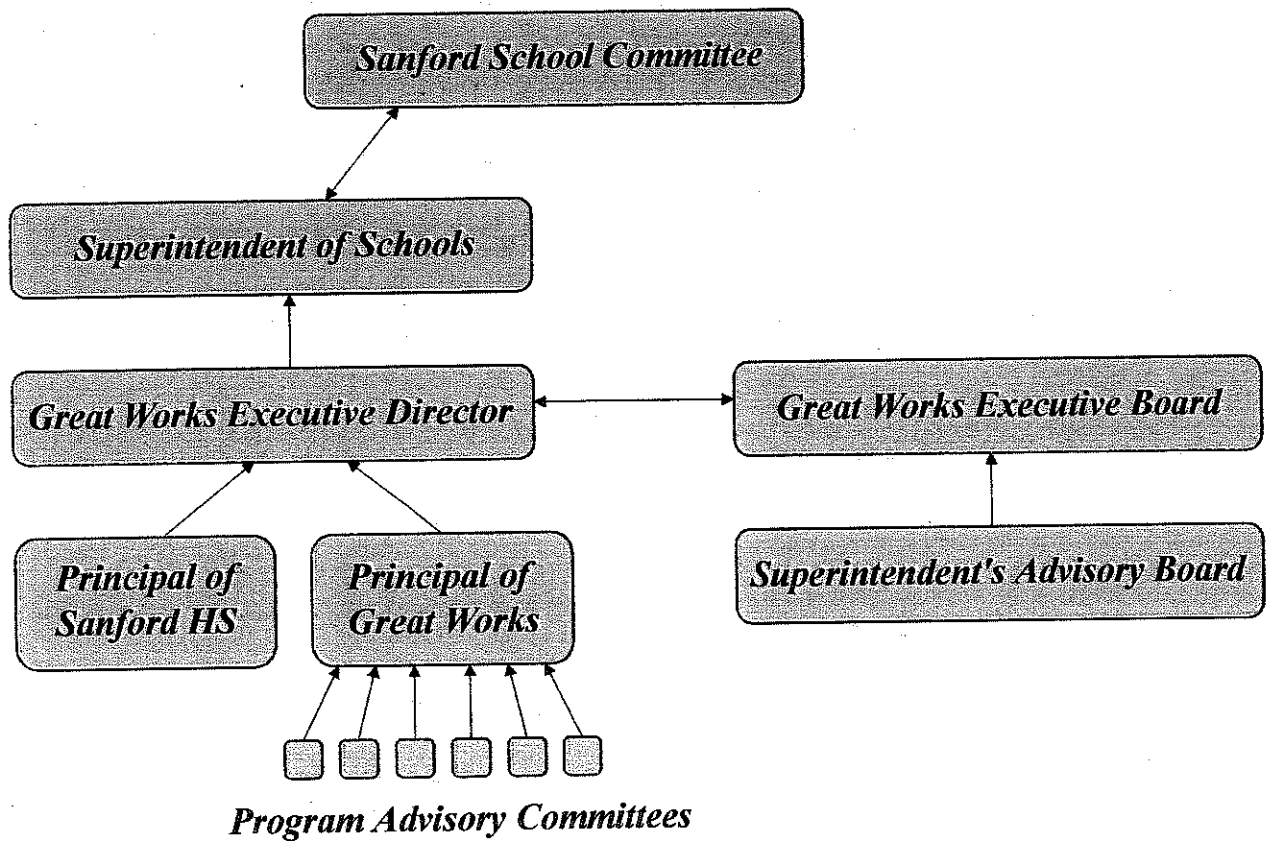 Sanford School Committee
Superintendent of Schools
Great Works Executive Director
Great Works Executive Board
Principal of
Sanford HS
Principal of
Great Works
Superintendent's Advisory Board
Program Advisory Committees